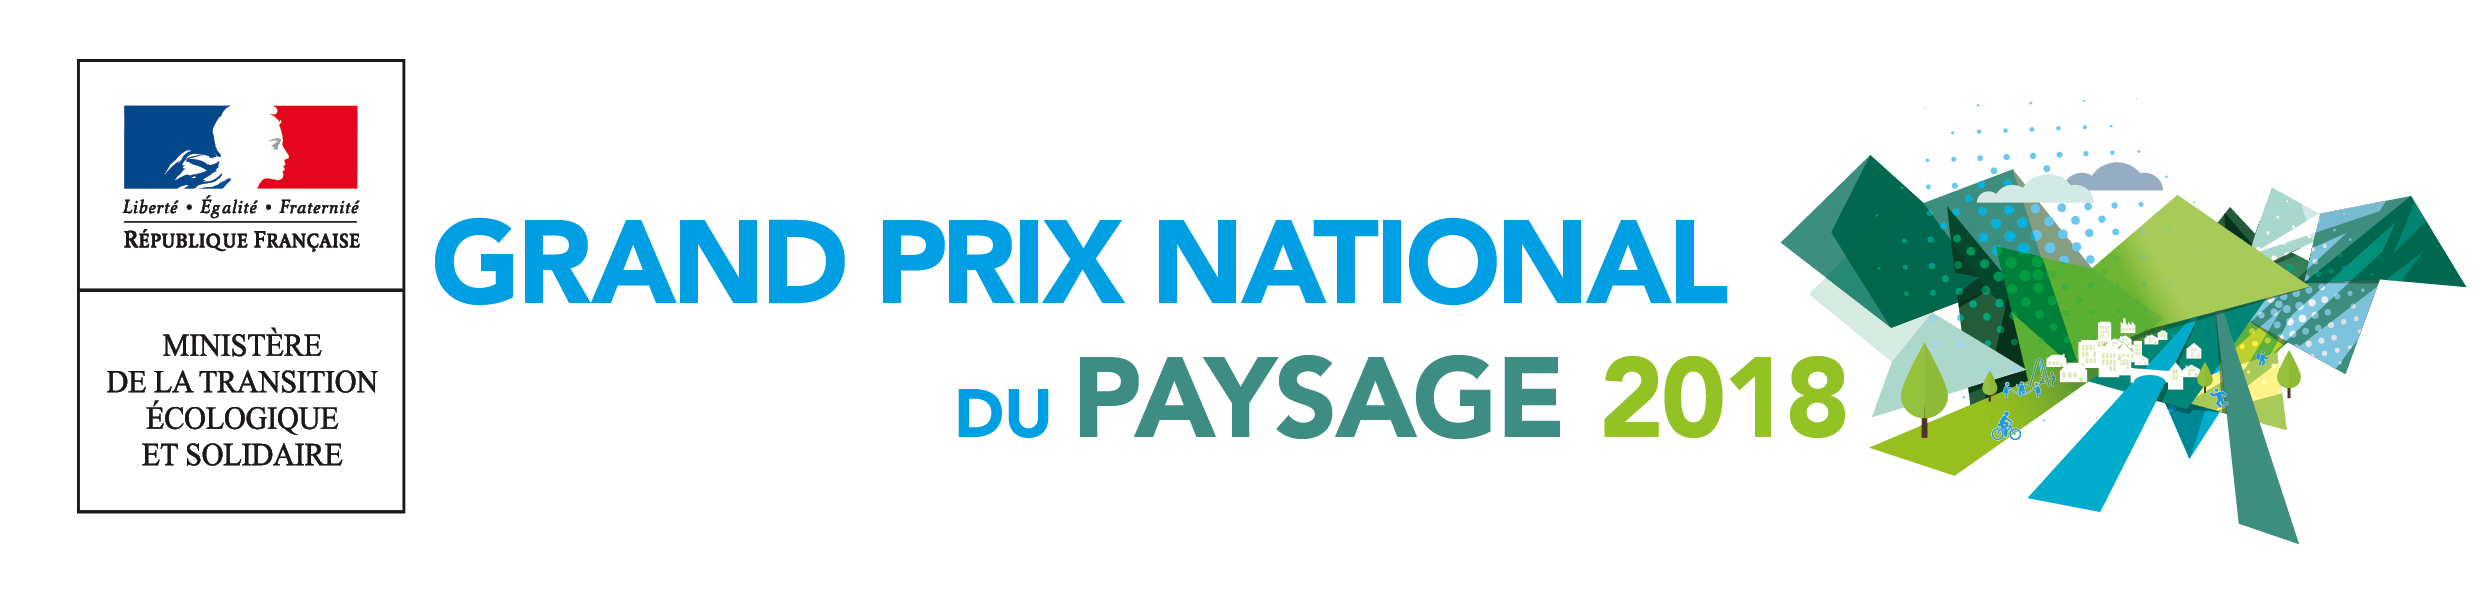 Liberté • Égalité • Fraternité
RÉPUBLIQUE FRANÇAISE
MINISTÈRE
DE LA TRANSITION
ÉCOLOGIQUE
ET SOLIDAIRE
GRAND PRIX NATIONAL
DU PAYSAGE 2018